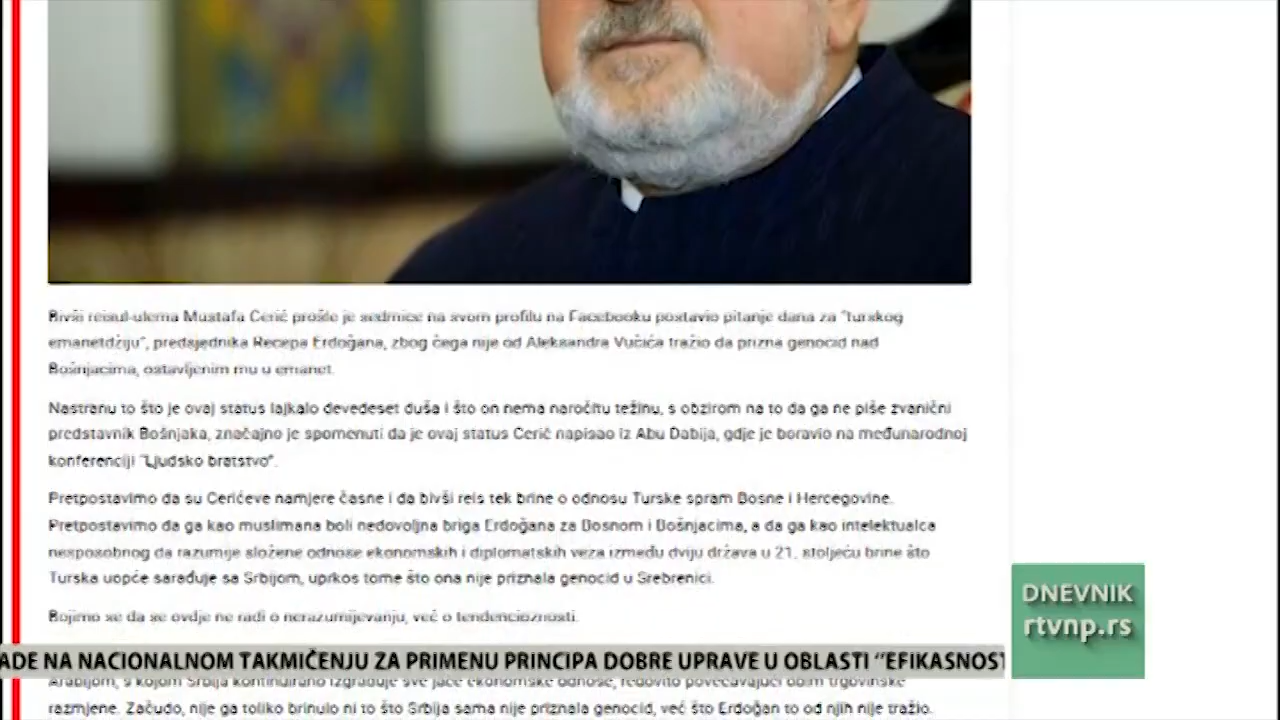 Bivši reisul-ulema Mustafa Cerić prošle je sedmice na svom profilu na Facebooku postavio pitanje dana za "turskog
emanetdžiju", predsjednika Recepa Erdoğana, zbog čega nije od Aleksandra Vučića tražio da prizna genocid nad
Bošnjacima, ostavljenim mu u emanet.
Nastranu to što je ovaj status lajkalo devedeset duša i što on nema naročitu težinu, s obzirom na to da ga ne piše zvanični
predstavnik Bošnjaka, značajno je spomenuti da je ovaj status Cerić napisao iz Abu Dabija, gdje je boravio na međunarodnoj
konferenciji "Ljudsko bratstvo".
Pretpostavimo da su Cerićeve namjere časne i da bivši reis tek brine o odnosu Turske spram Bosne i Hercegovine.
Pretpostavimo da ga kao muslimana boli nedovoljna briga Erdoğana za Bosnom i Bošnjacima, a da ga kao intelektualca
nesposobnog da razumije složene odnose ekonomskih i diplomatskih veza između dviju država u 21. stoljeću brine što
Turska uopće sarađuje sa Srbijom, uprkos tome što ona nije priznala genocid u Srebrenici.
Bojimo se da se ovdje ne radi o nerazumijevanju, već o tendencioznosti.
DNEVNIK
rtvnp.rs
ADE NA NACIONALNOM TAKMIČENJU ZA PRIMENU PRINCIPA DOBRE UPRAVE U OBLASTI "EFIKASNOST
Arabijom, s kojom Srbija kontinuirano izgrađuje sve jače ekonomske odnose, redovito povećavajući obim trgovinske
razmjene. Začudo, nije ga toliko brinulo ni to što Srbija sama nije priznala genocid, već što Erdoğan to od njih nije tražio.